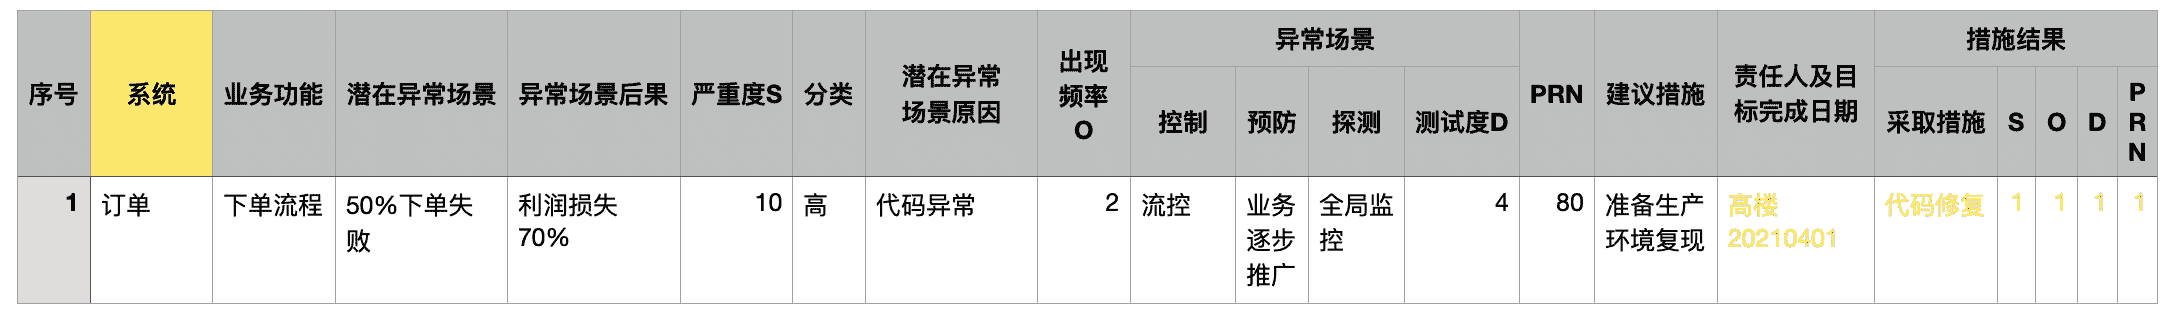 序号
系统
业务功能
潜在异常场景
异常场景后果
严重度S
分类
潜在异常
场景原因
出现
频率
O
异常场景
控制
预防
探测
测试度D
PRN
建议措施
责任人及目
标完成日期
措施结果
采取措施
S
O
D
P
R
N
1
订单
下单流程
50%下单失
败
利润损失
70%
10
高
代码异常
2
流控
业务
逐步
推广
全局监
控
4
80
准备生产
环境复现
高楼
20210401
代码修复
1
1
1
1